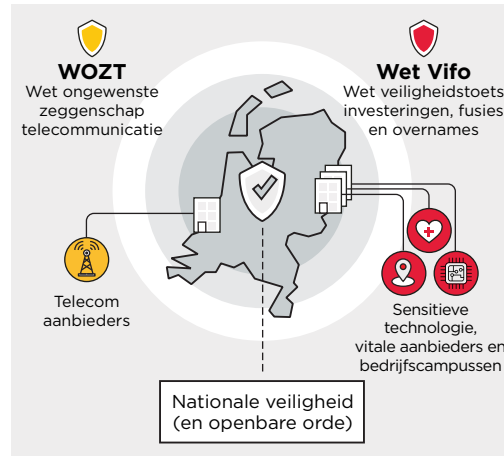 WOZT
Wet ongewenste
zeggenschap
telecommunicatie
Wet Vifo
Wet veiligheidstoets
investeringen, fusies
en overnames
Telecom
aanbieders
Sensitieve
technologie,
vitale aanbieders en
bedrijfscampussen
Nationale veiligheid
(en openbare orde)